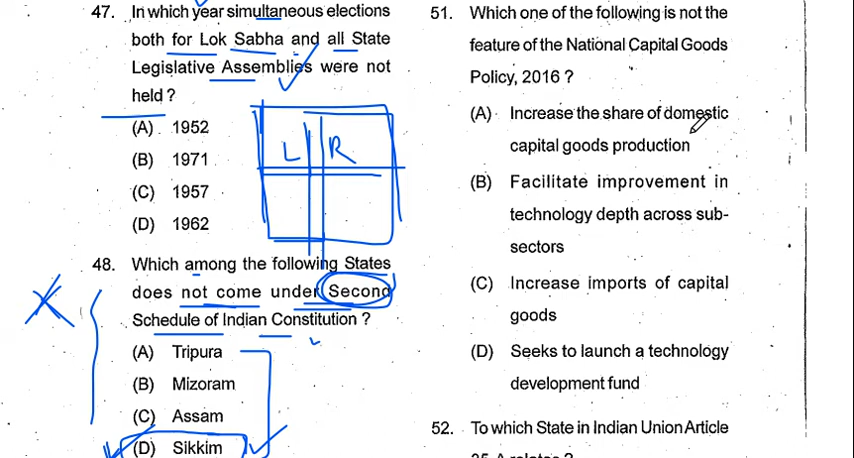 47. In which year simultaneous elections
both for Lok Sabha and all State
Legislative Assemblies were not
held ?
(A) 1952
(B) 1971
(C) 1957
(D) 1962
L R
48. Which among the following States
does not come under Second
Schedule of Indian Constitution ?
(A) Tripura
(B) Mizoram
(C) Assam
(D) Sikkim
51. Which one of the following is not the
feature of the National Capital Goods
Policy, 2016 ?
(A) Increase the share of domestic
capital goods production
(B) Facilitate improvement in
technology depth across sub-
sectors
(C) Increase imports of capital
goods
(D) Seeks to launch a technology
development fund
52. To which State in Indian Union Article
35-A relates ?